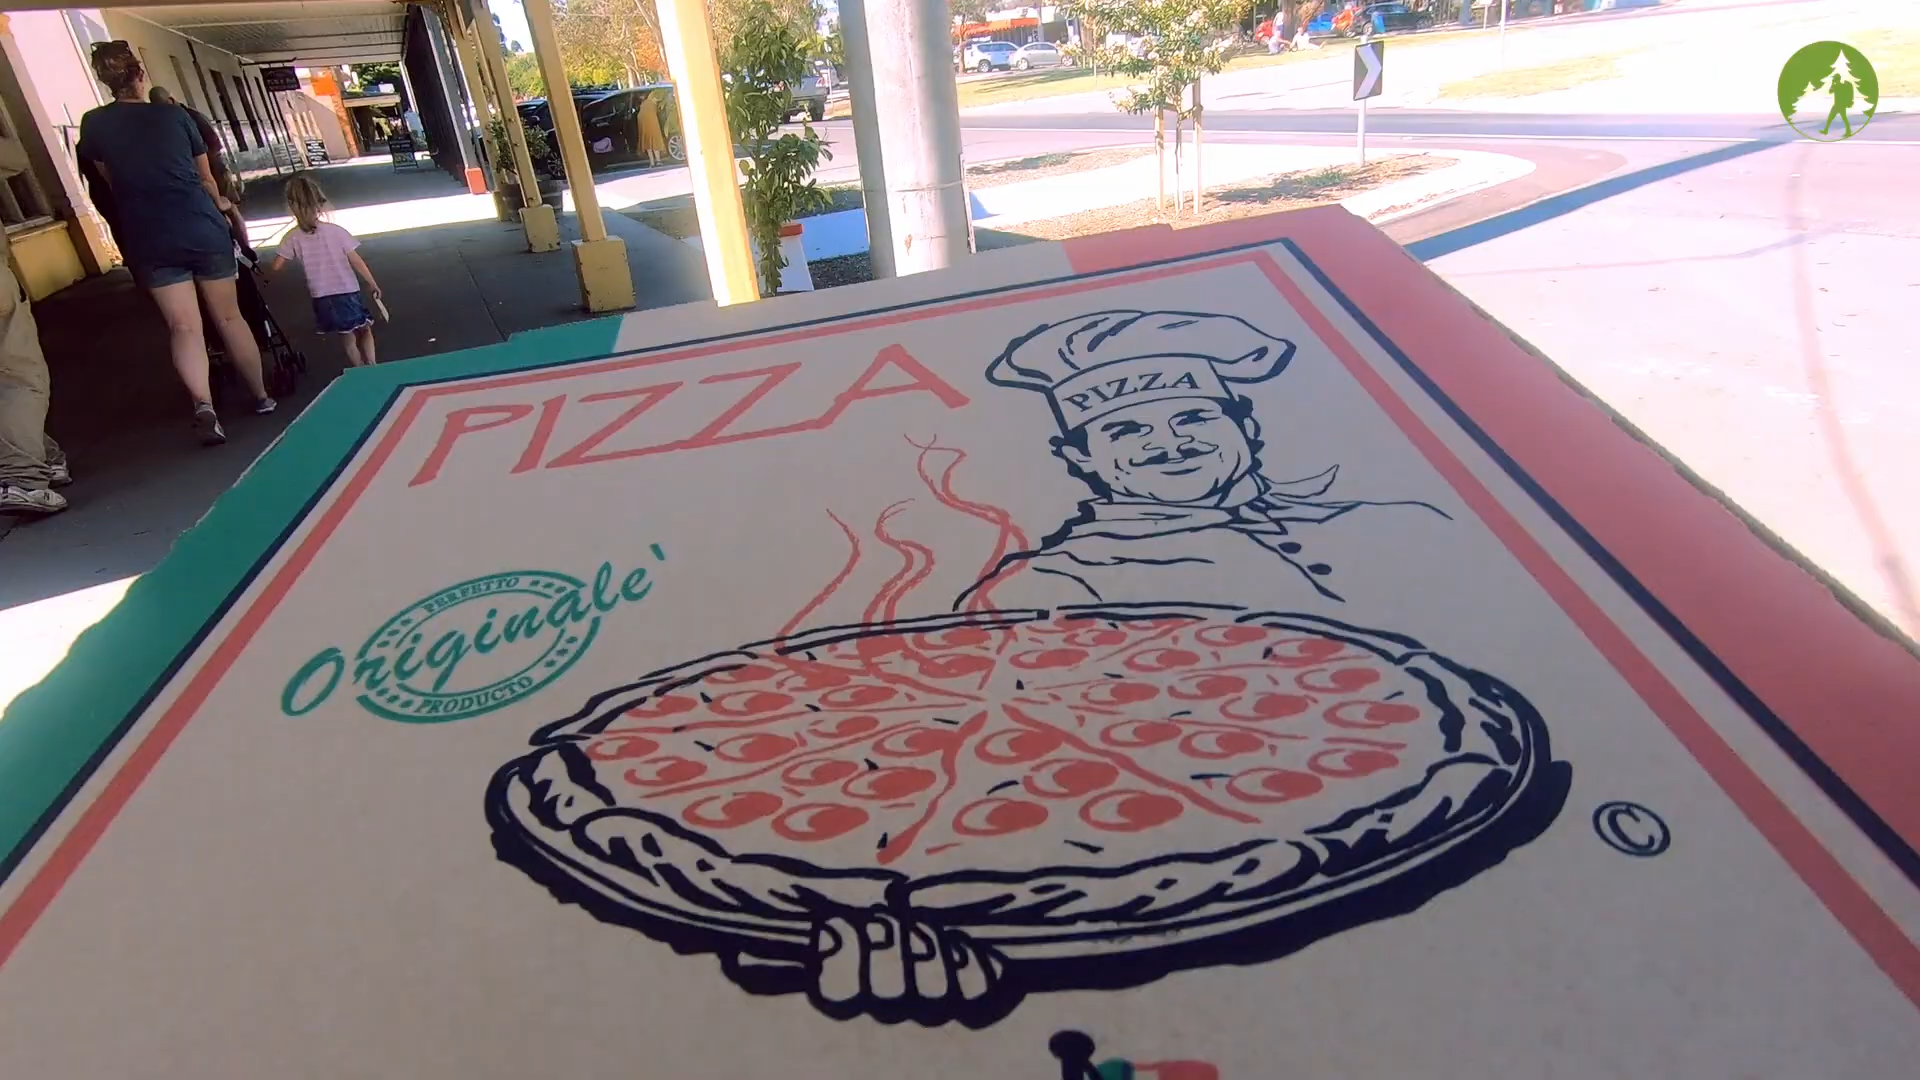 PIZZA
PIZZA
PERFETTO
Originale'
PRODUCTO
©